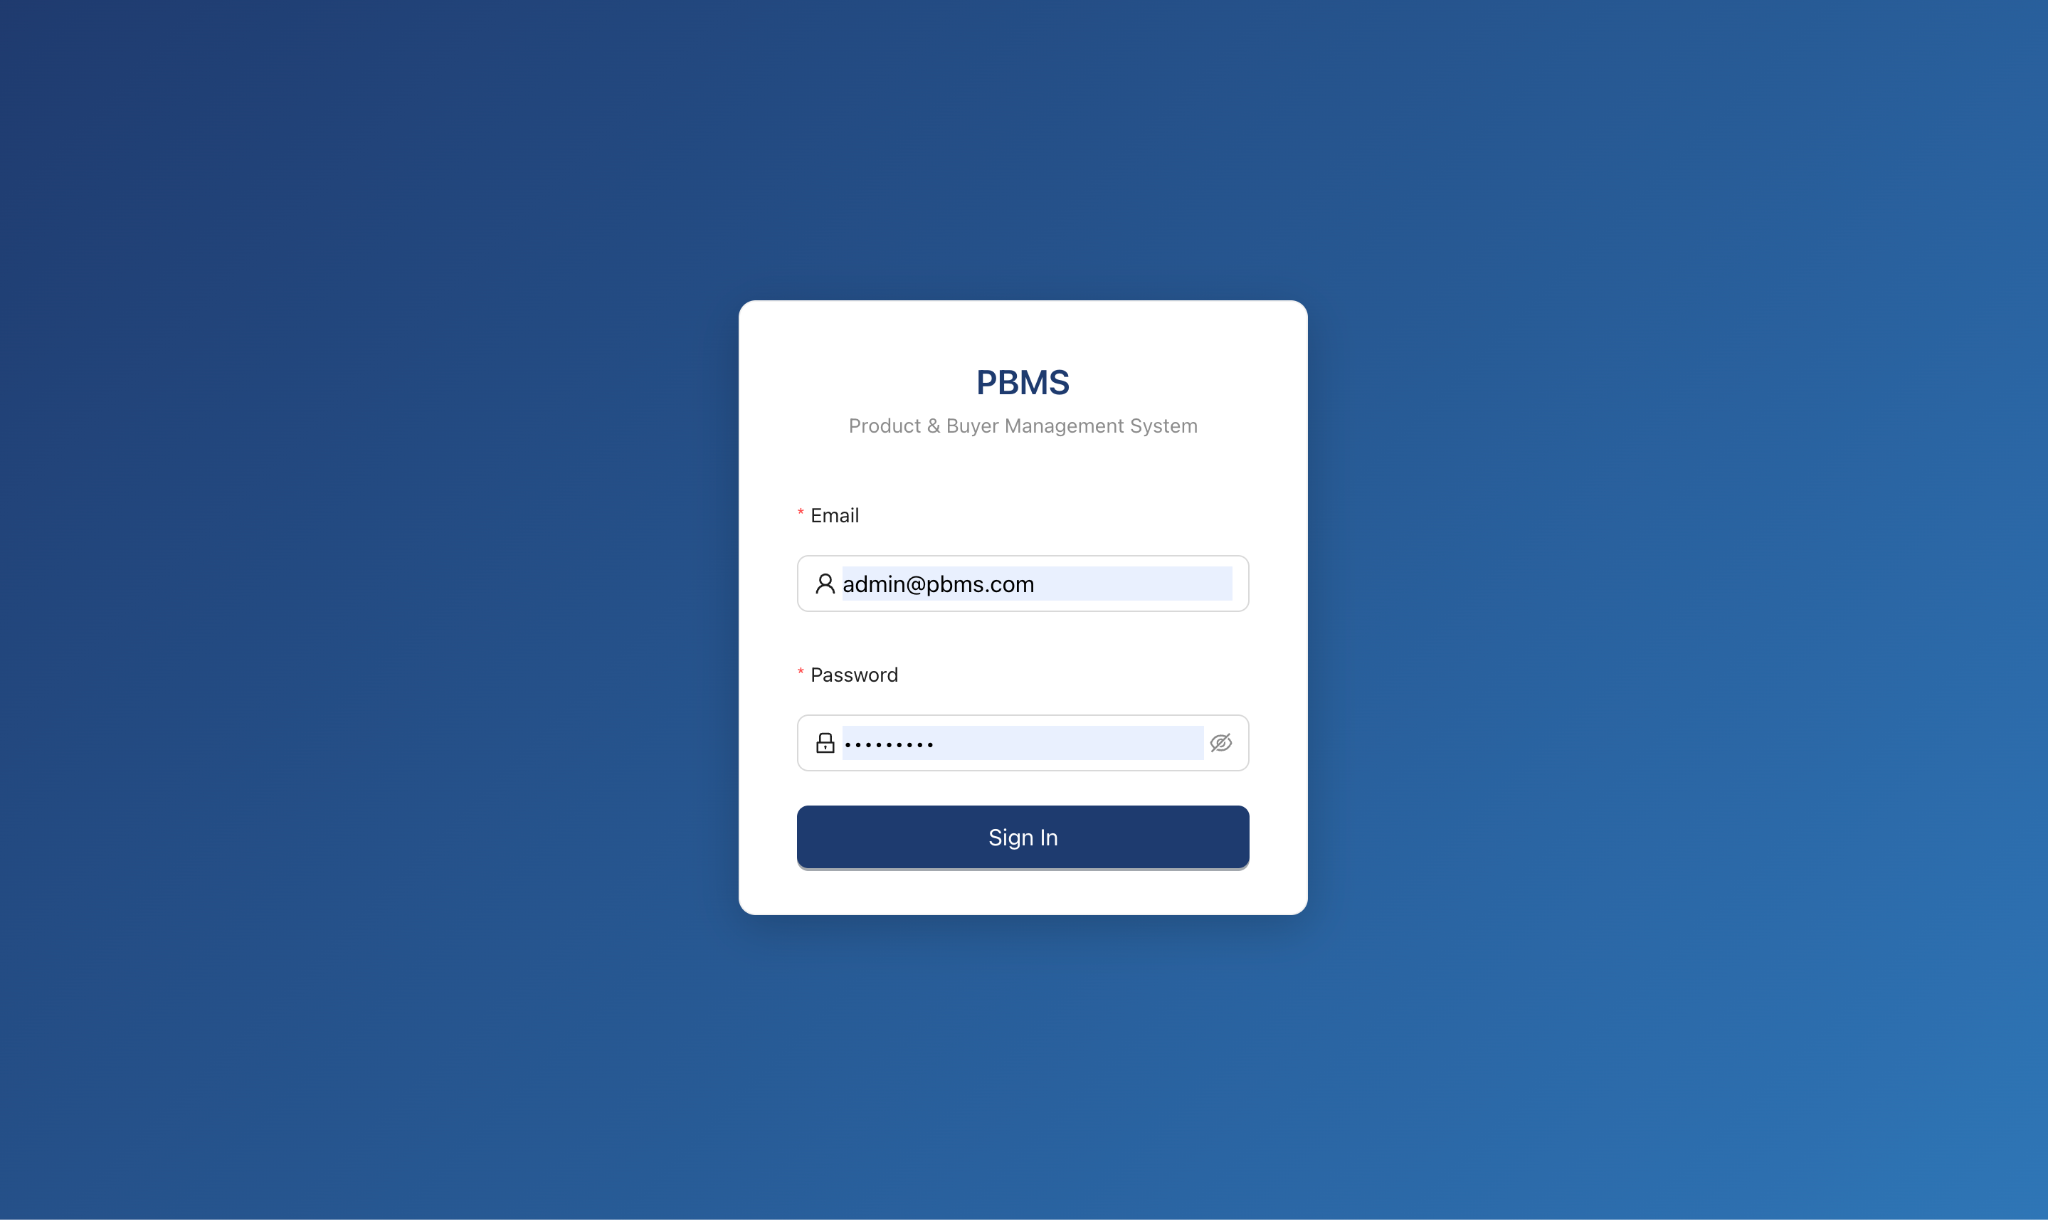 PBMS
Product & Buyer Management System
* Email
admin@pbms.com
* Password
•••••••••
Sign In